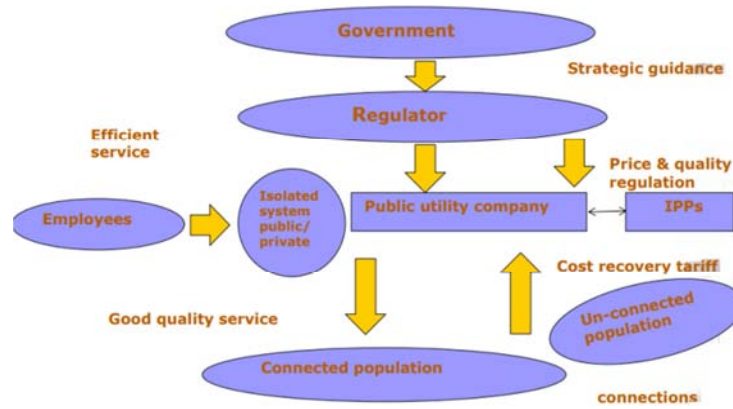 Government
Strategic guidance
Regulator
Efficient
service
Price & quality
regulation
Isolated
system
public/
private
Public utility company
IPPs
Employees
Cost recovery tariff
Good quality service
Un-connected
population
Connected population
connections